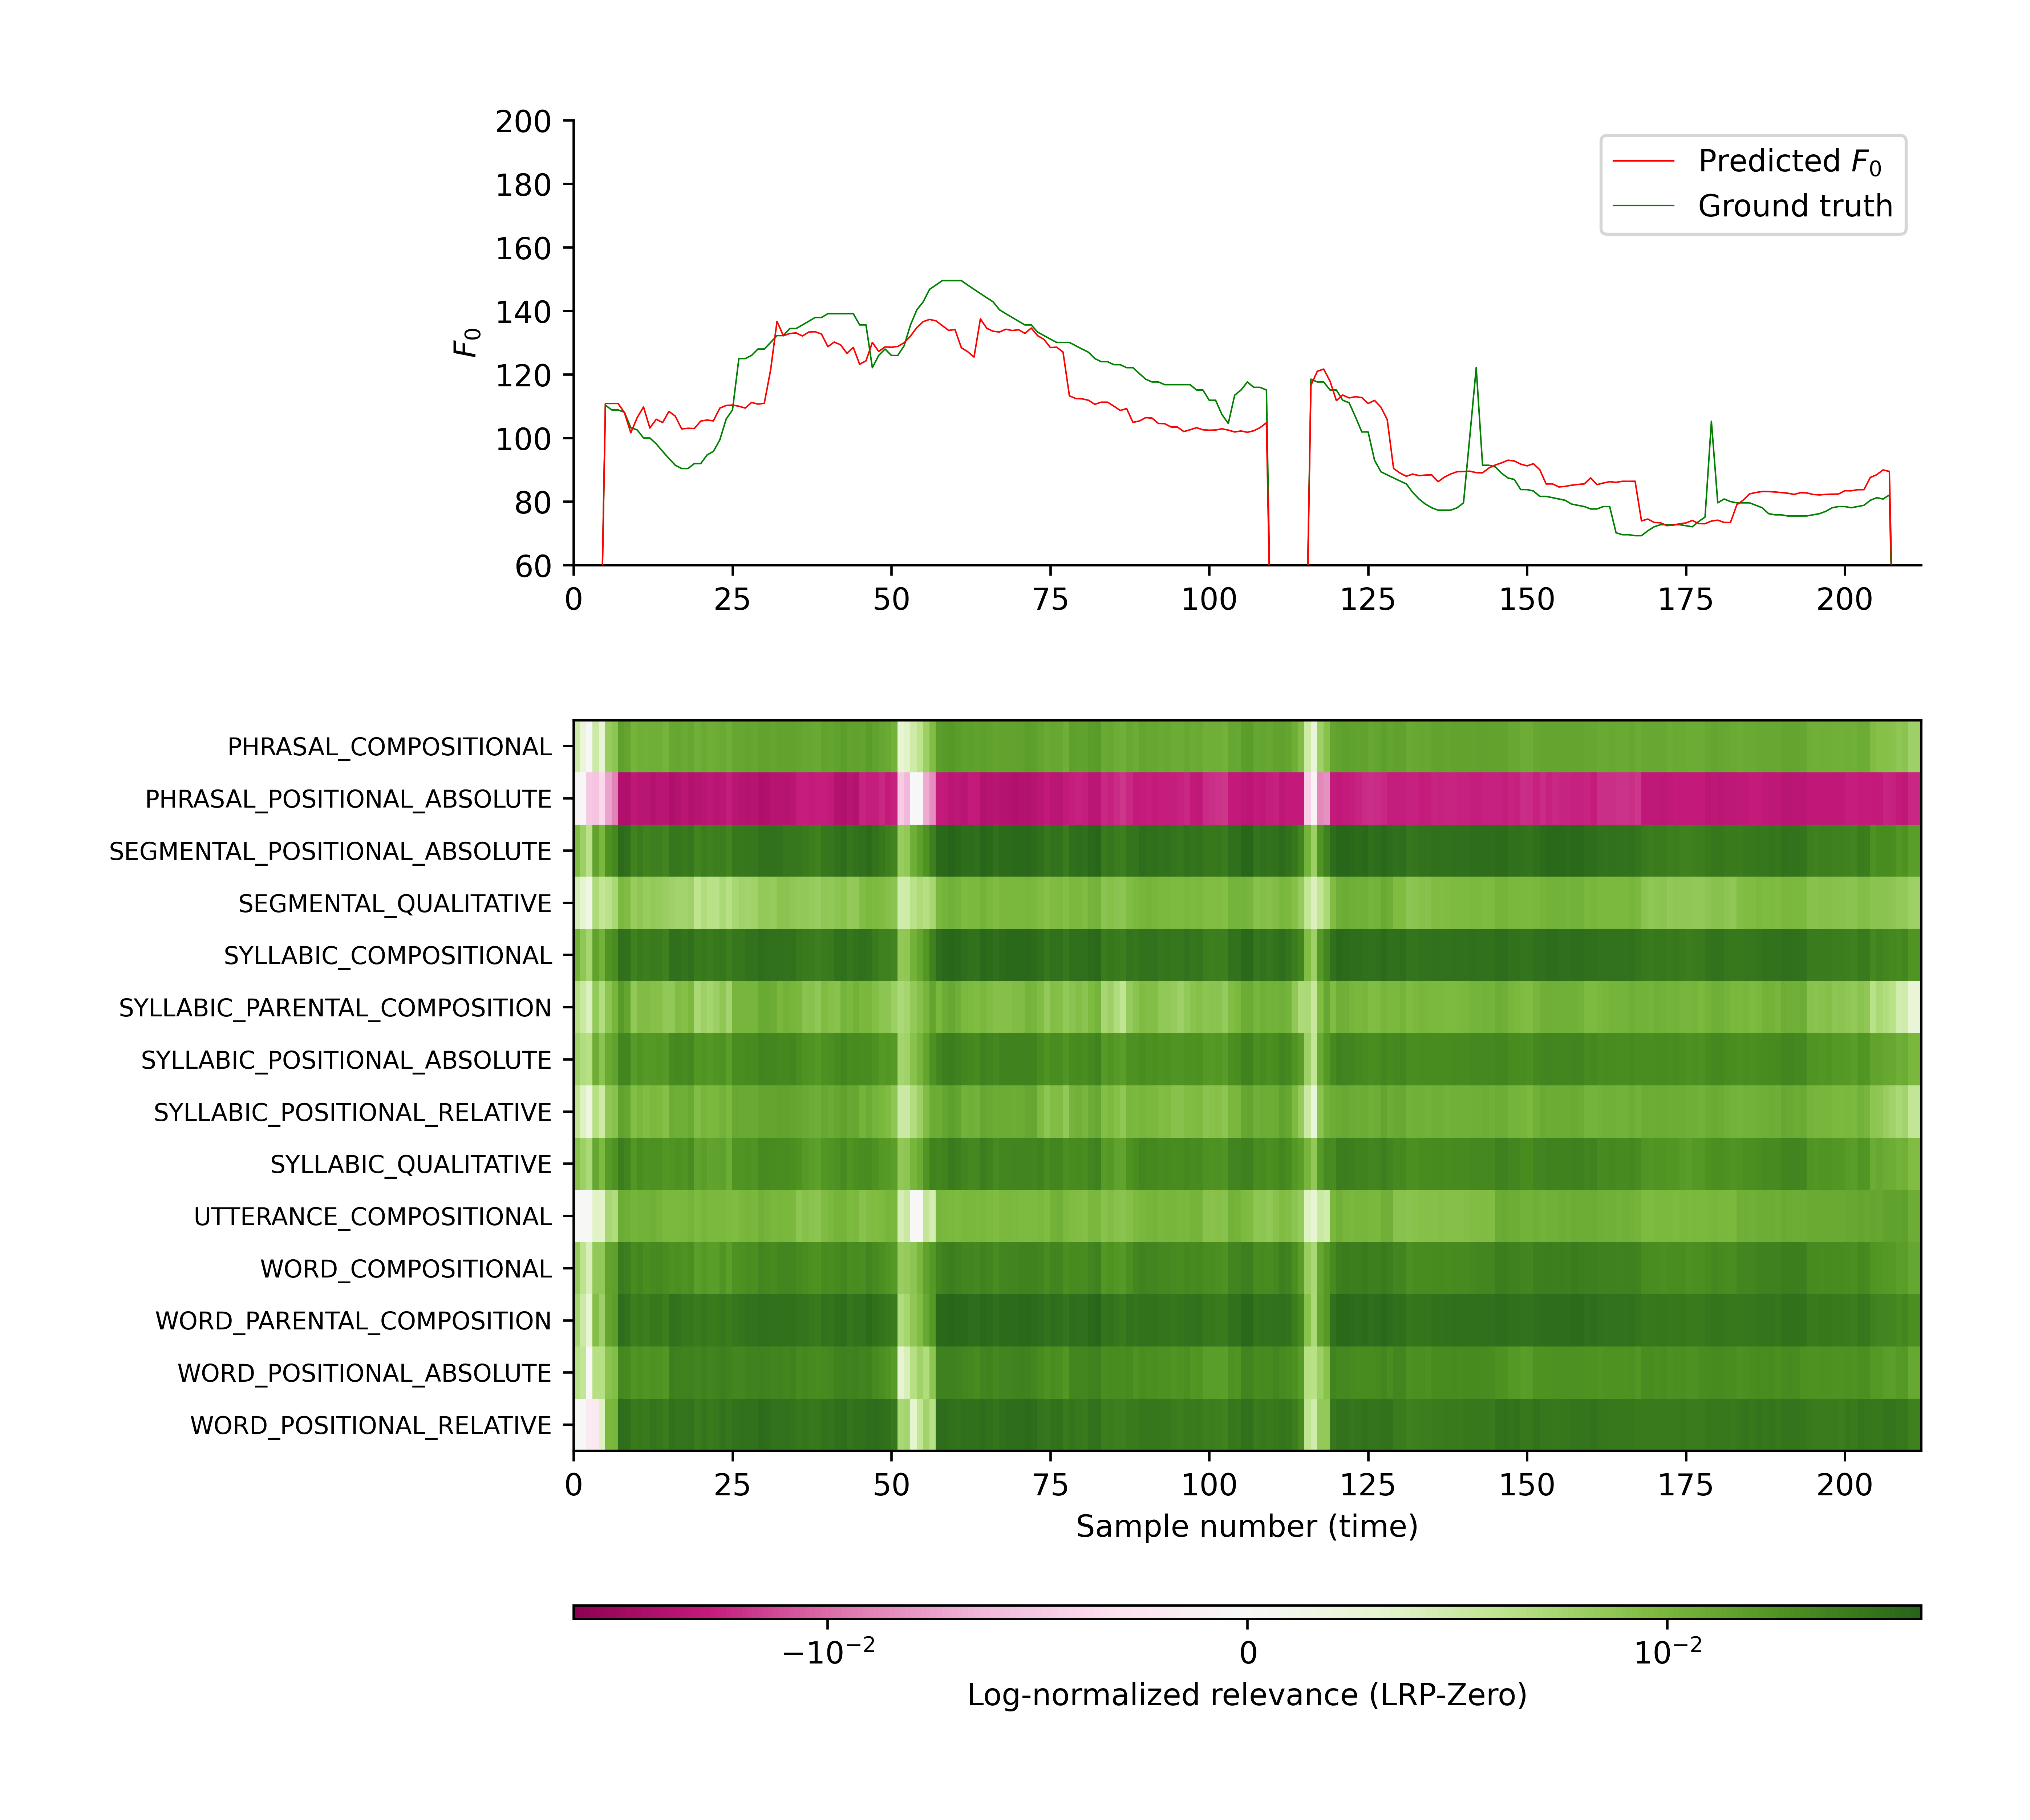 200
180
160
140
120
100
80
60
F₀
Predicted F₀
Ground truth
0 25 50 75 100 125 150 175 200
PHRASAL_COMPOSITIONAL
PHRASAL_POSITIONAL_ABSOLUTE
SEGMENTAL_POSITIONAL_ABSOLUTE
SEGMENTAL_QUALITATIVE
SYLLABIC_COMPOSITIONAL
SYLLABIC_PARENTAL_COMPOSITION
SYLLABIC_POSITIONAL_ABSOLUTE
SYLLABIC_POSITIONAL_RELATIVE
SYLLABIC_QUALITATIVE
UTTERANCE_COMPOSITIONAL
WORD_COMPOSITIONAL
WORD_PARENTAL_COMPOSITION
WORD_POSITIONAL_ABSOLUTE
WORD_POSITIONAL_RELATIVE
0 25 50 75 100 125 150 175 200
Sample number (time)
−10⁻² 0 10⁻²
Log-normalized relevance (LRP-Zero)